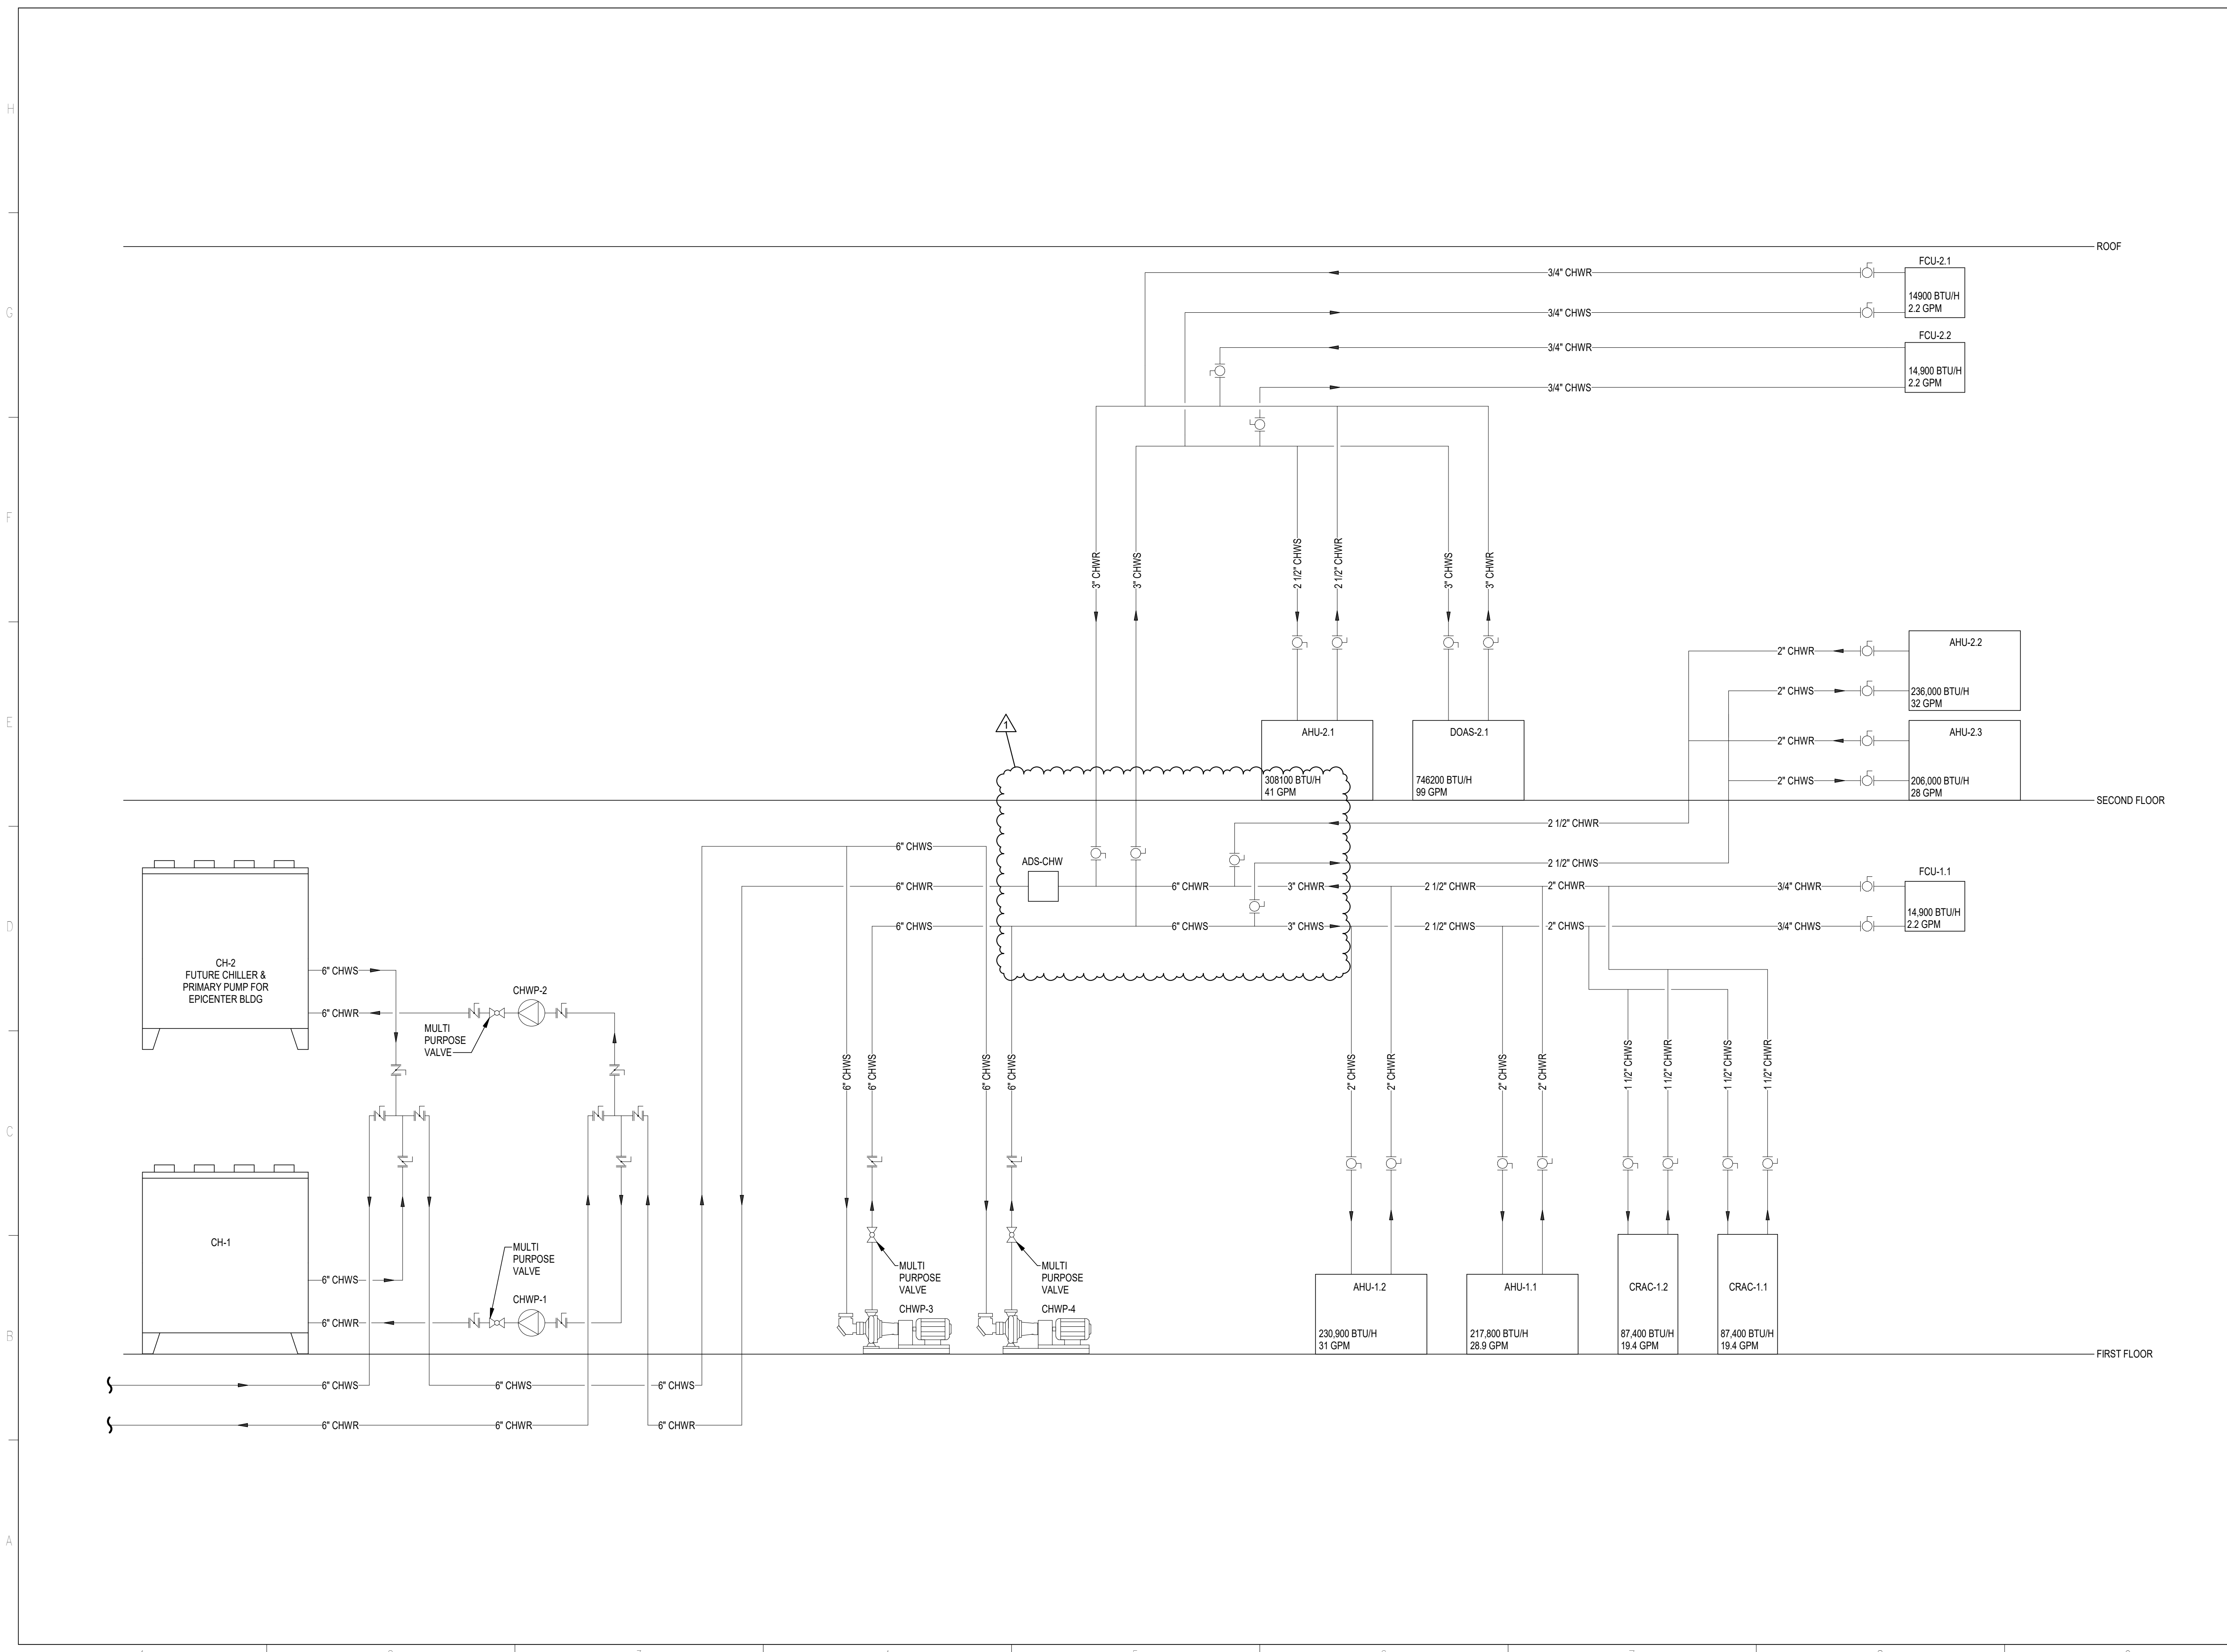 H
G
F
E
D
C
B
A
ROOF
FCU-2.1
3/4" CHWR
14900 BTU/H
2.2 GPM
3/4" CHWS
FCU-2.2
3/4" CHWR
14,900 BTU/H
2.2 GPM
3/4" CHWS
3" CHWR
3" CHWS
2 1/2" CHWS
2 1/2" CHWR
3" CHWS
3" CHWR
AHU-2.2
2" CHWR
2" CHWS
236,000 BTU/H
32 GPM
1
AHU-2.1
308100 BTU/H
41 GPM
DOAS-2.1
746200 BTU/H
99 GPM
AHU-2.3
2" CHWR
2" CHWS
206,000 BTU/H
28 GPM
SECOND FLOOR
2 1/2" CHWR
2 1/2" CHWS
6" CHWS
ADS-CHW
6" CHWR
6" CHWR
3" CHWR
2 1/2" CHWR
2" CHWR
3/4" CHWR
FCU-1.1
14,900 BTU/H
2.2 GPM
6" CHWS
6" CHWS
3" CHWS
2 1/2" CHWS
2" CHWS
3/4" CHWS
CH-2
FUTURE CHILLER &
PRIMARY PUMP FOR
EPICENTER BLDG
6" CHWS
6" CHWR
CHWP-2
MULTI
PURPOSE
VALVE
6" CHWS
6" CHWS
6" CHWS
6" CHWS
2" CHWS
2" CHWR
2" CHWS
2" CHWR
1 1/2" CHWS
1 1/2" CHWR
1 1/2" CHWS
1 1/2" CHWR
CH-1
6" CHWS
6" CHWR
MULTI
PURPOSE
VALVE
CHWP-1
MULTI
PURPOSE
VALVE
CHWP-3
MULTI
PURPOSE
VALVE
CHWP-4
AHU-1.2
230,900 BTU/H
31 GPM
AHU-1.1
217,800 BTU/H
28.9 GPM
CRAC-1.2
87,400 BTU/H
19.4 GPM
CRAC-1.1
87,400 BTU/H
19.4 GPM
FIRST FLOOR
6" CHWS
6" CHWS
6" CHWS
6" CHWR
6" CHWR
6" CHWR